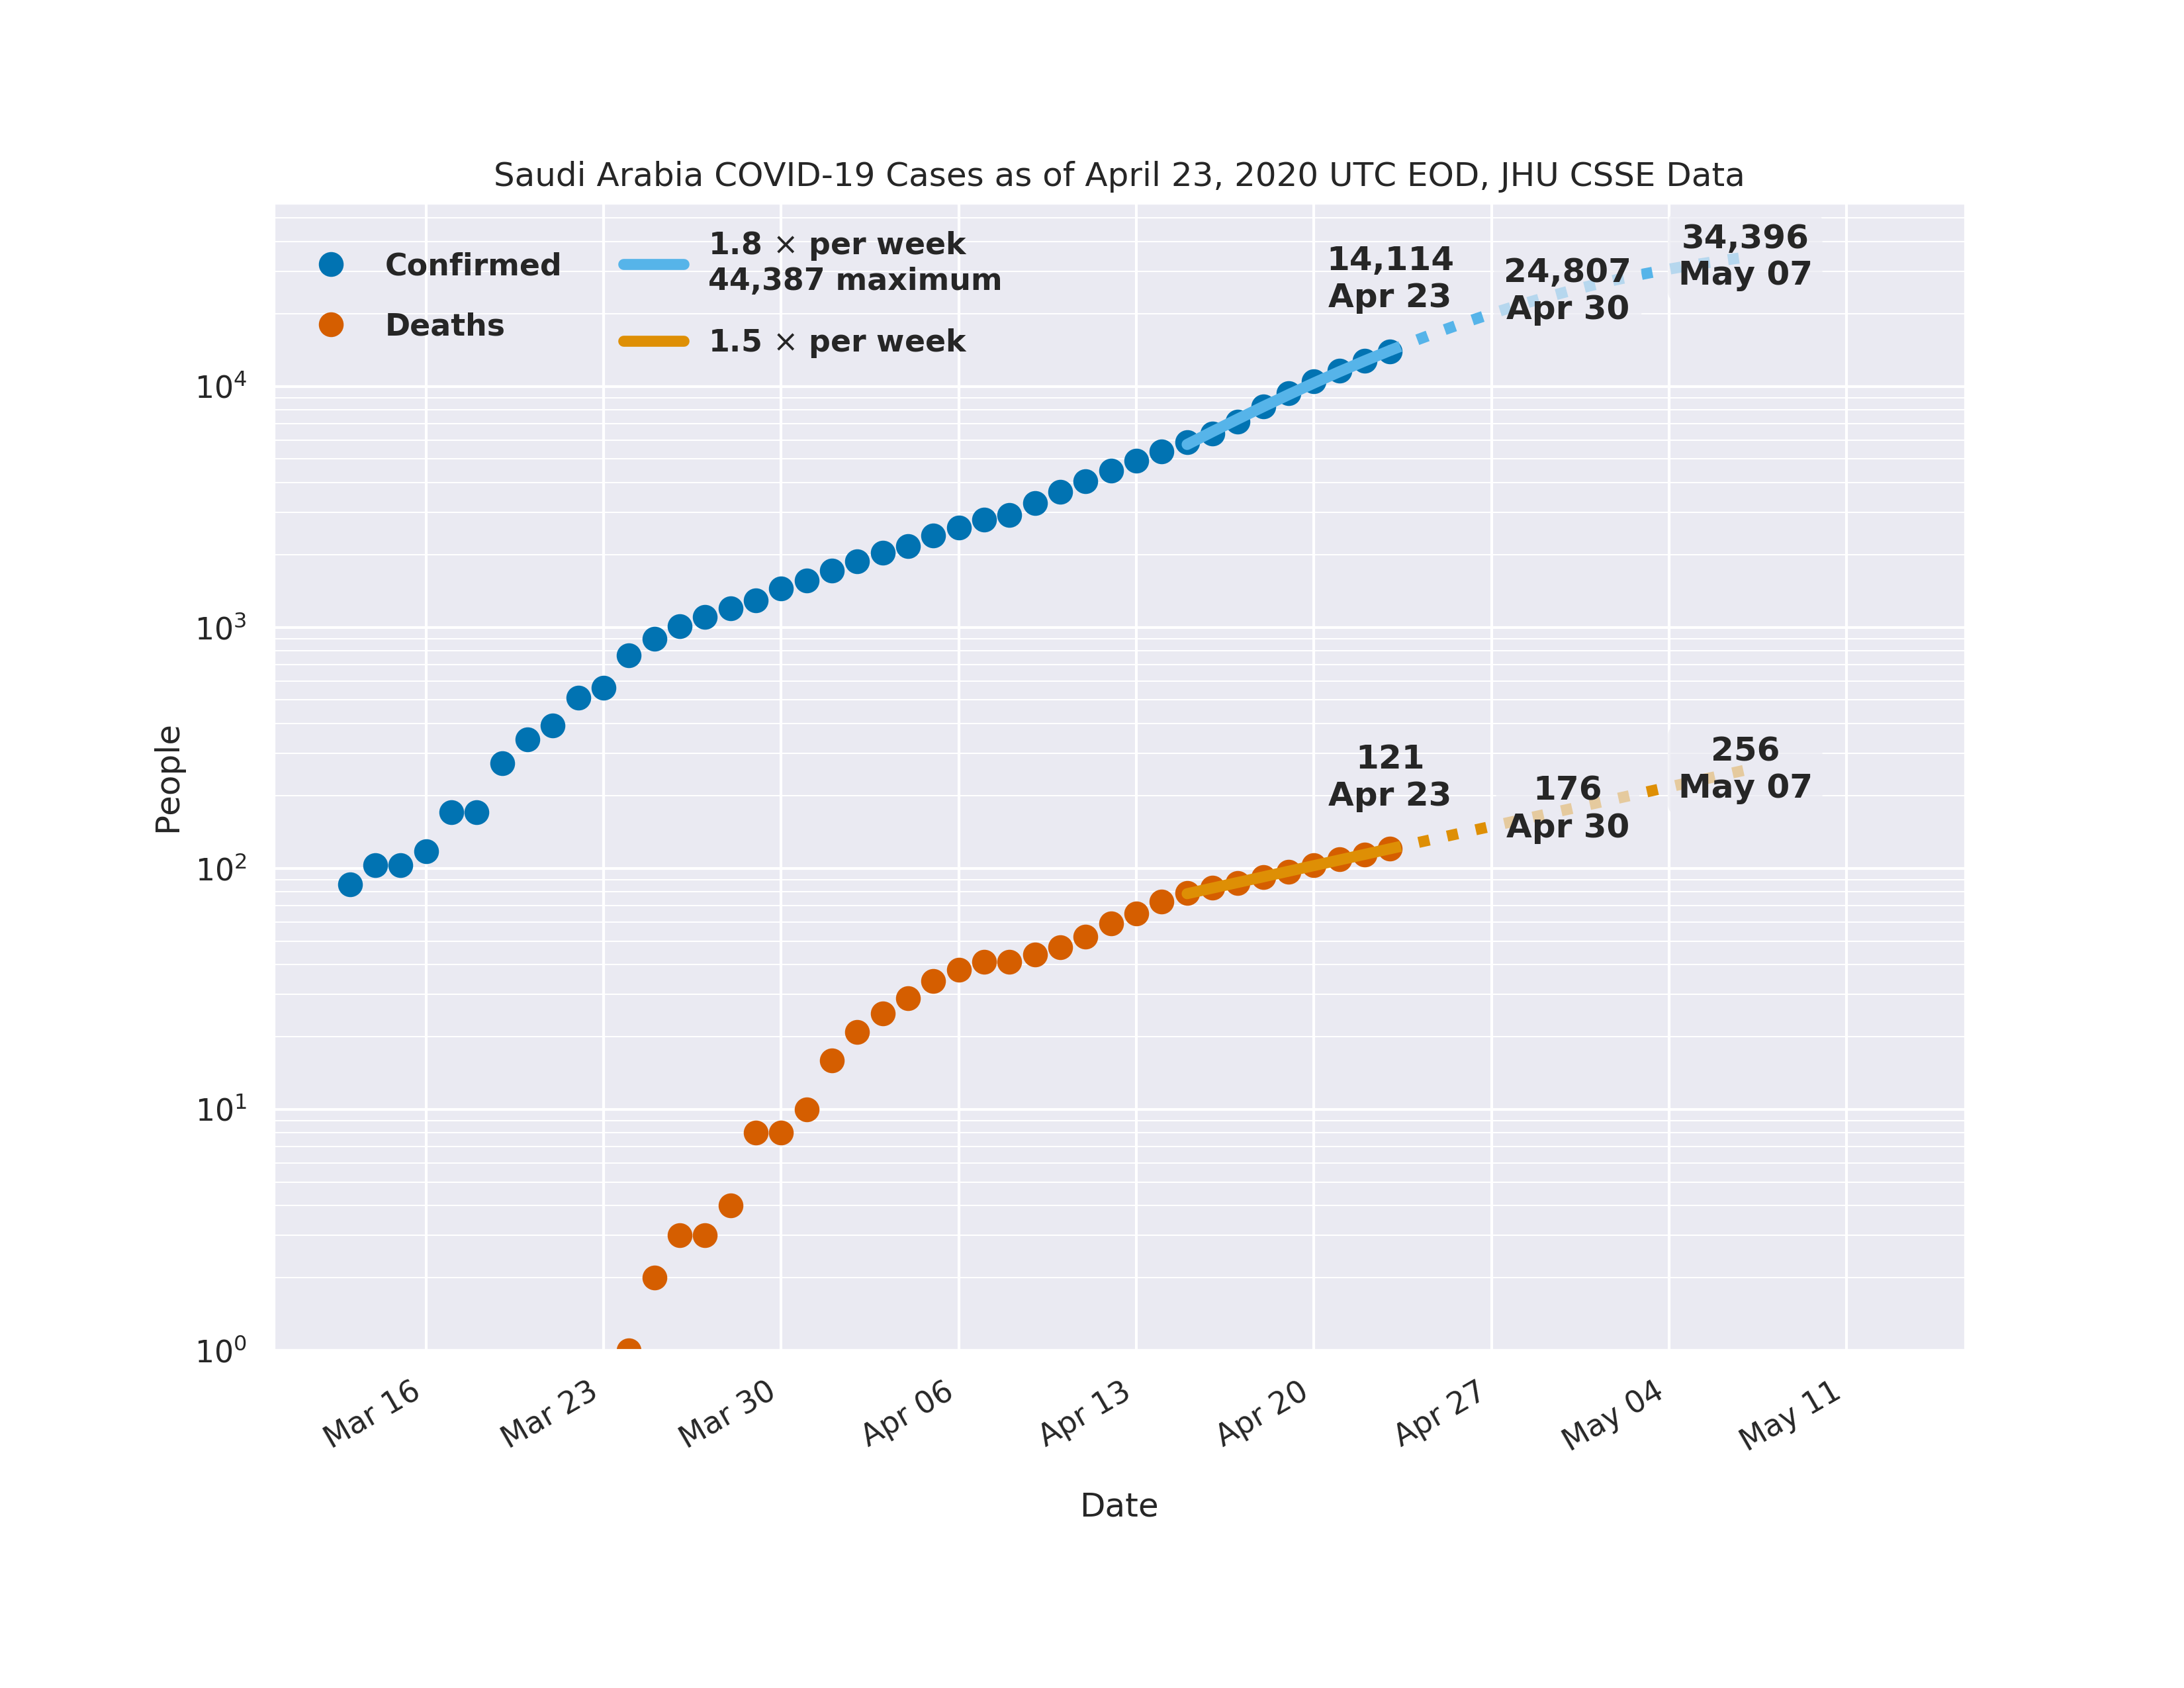 Saudi Arabia COVID-19 Cases as of April 23, 2020 UTC EOD, JHU CSSE Data
Confirmed
Deaths
1.8 × per week
44,387 maximum
1.5 × per week
14,114
Apr 23
24,807
Apr 30
34,396
May 07
121
Apr 23
176
Apr 30
256
May 07
People
10⁴
10³
10²
10¹
10⁰
Mar 16
Mar 23
Mar 30
Apr 06
Apr 13
Apr 20
Apr 27
May 04
May 11
Date